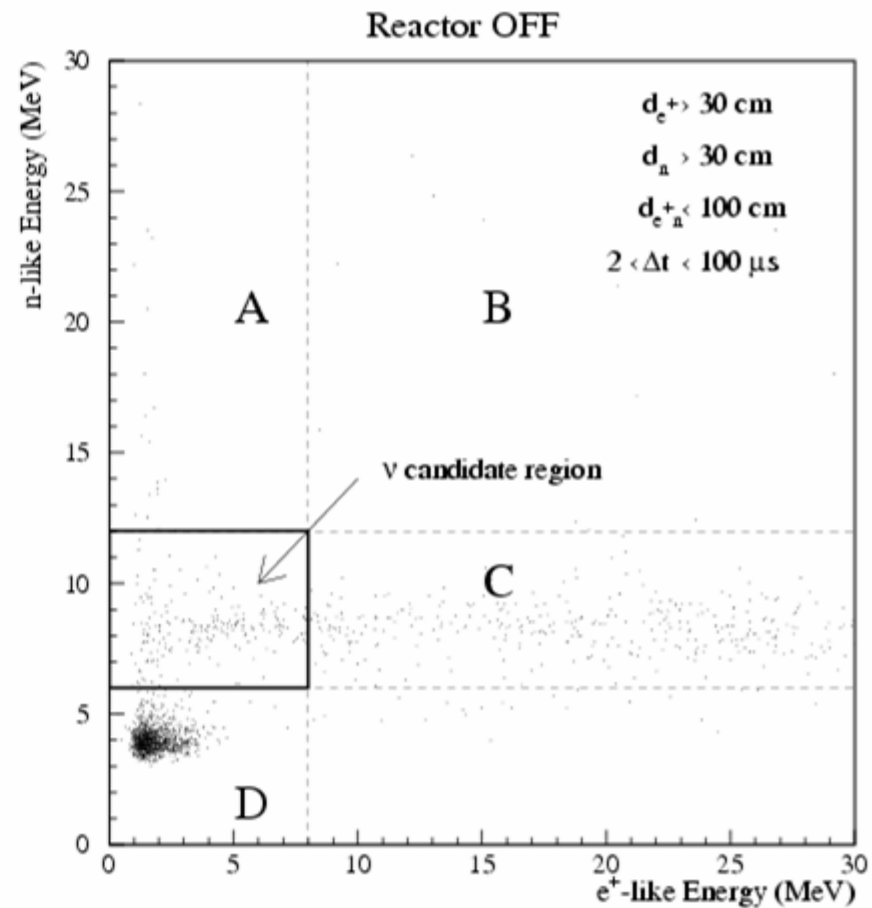 Reactor OFF
n-like Energy (MeV)
30
25
20
15
10
5
0
d_e+ > 30 cm
d_n > 30 cm
d_e+n < 100 cm
2 < Δt < 100 μs
A
B
ν candidate region
C
D
0 5 10 15 20 25 30
e⁺-like Energy (MeV)